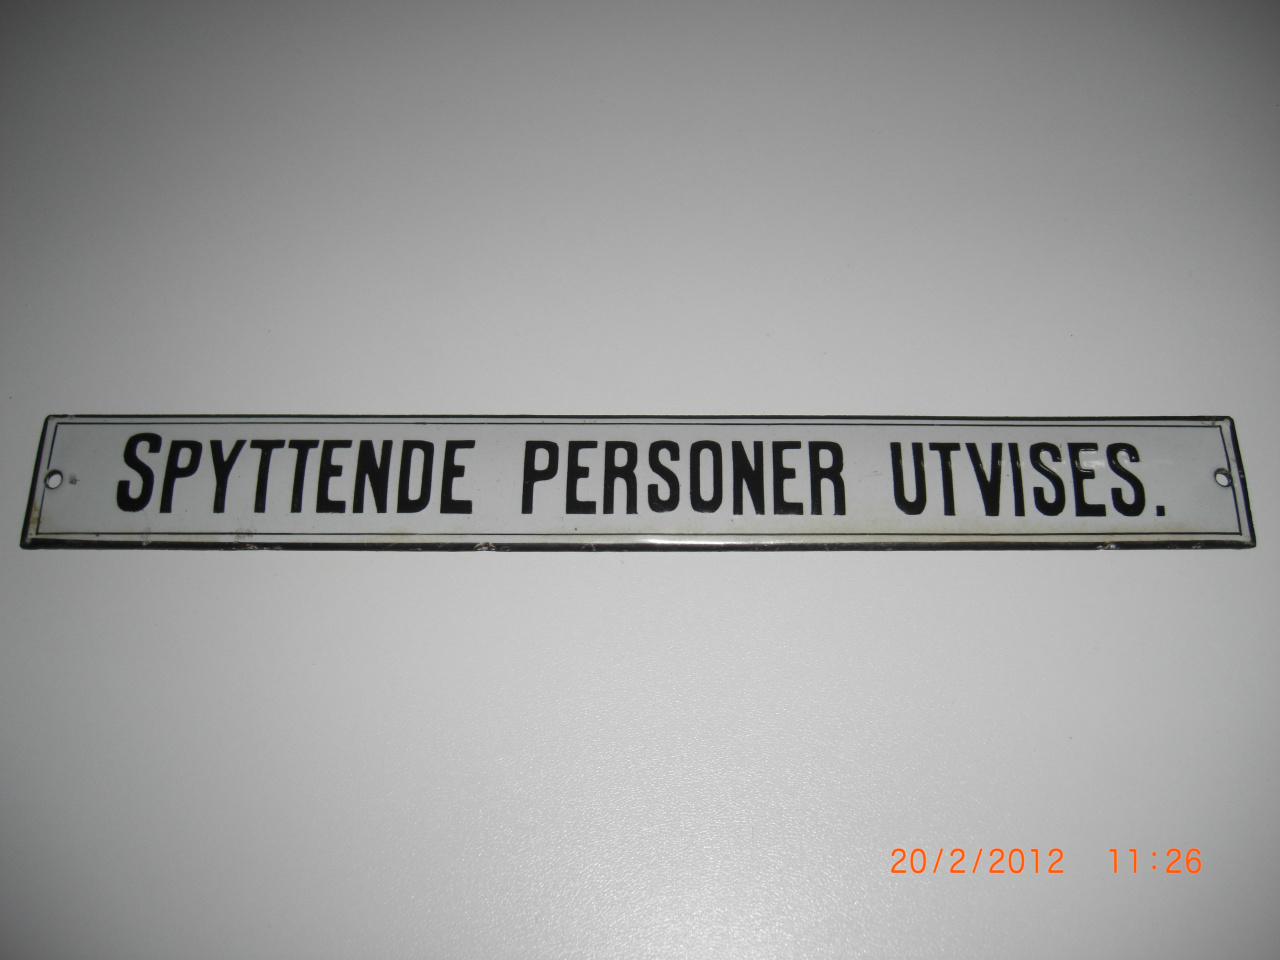 SPYTTENDE PERSONER UTVISES.
20/2/2012 11:26